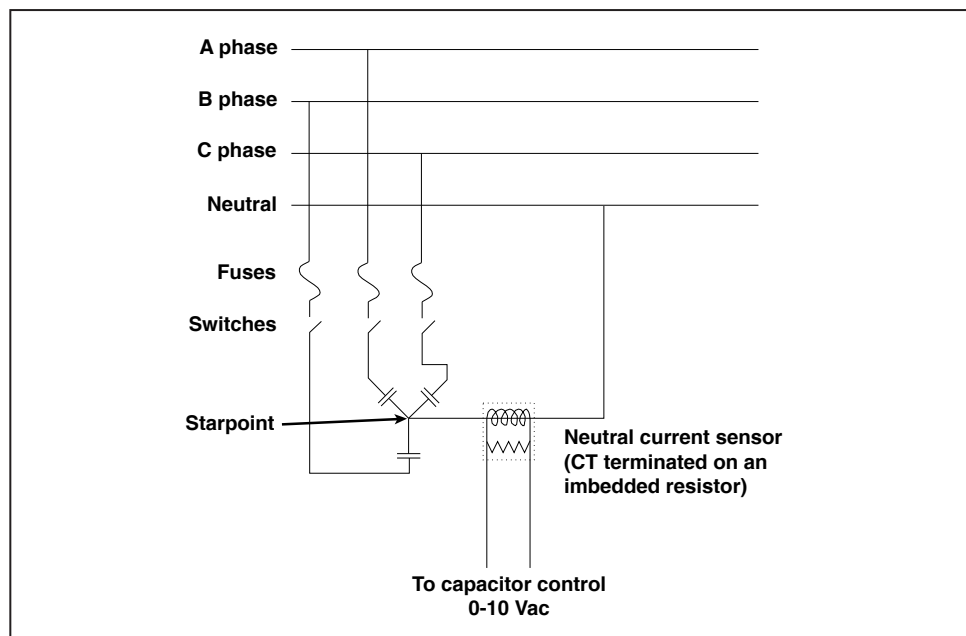 A phase
B phase
C phase
Neutral
Fuses
Switches
Starpoint
Neutral current sensor
(CT terminated on an
imbedded resistor)
To capacitor control
0-10 Vac